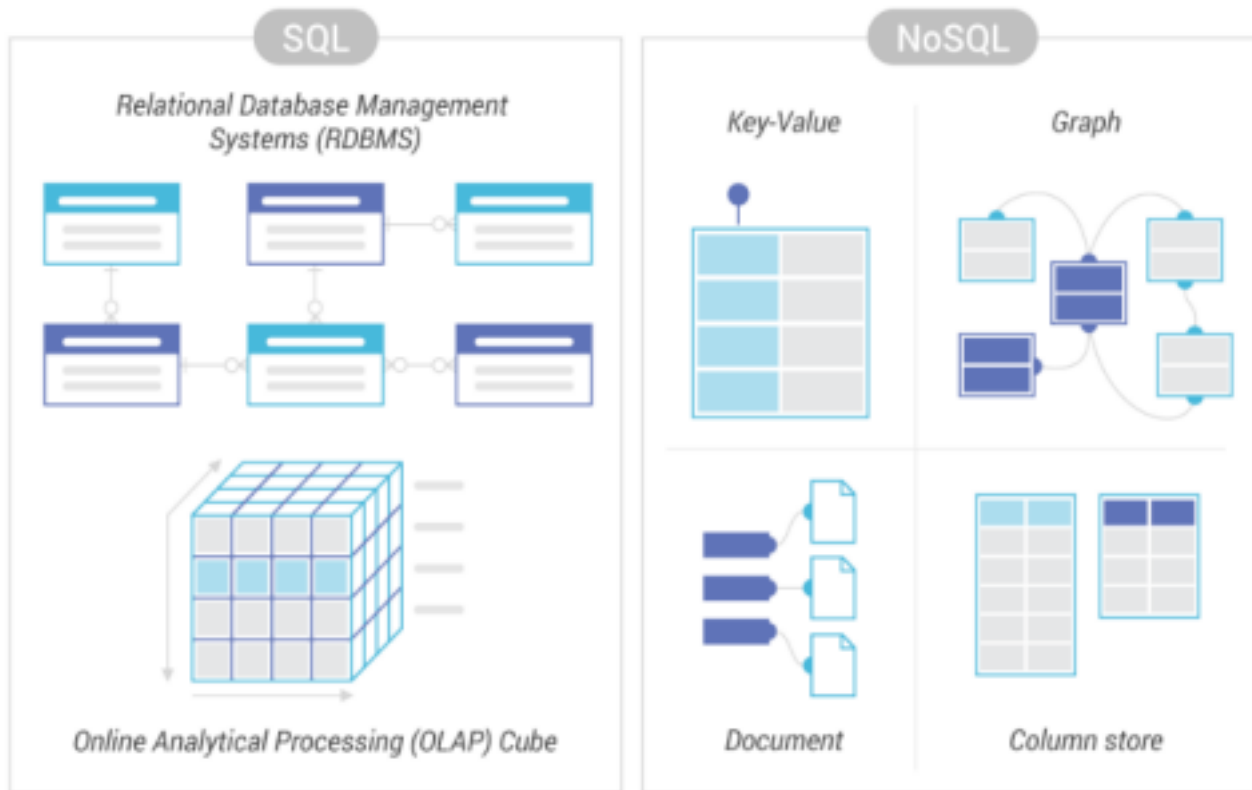 SQL
Relational Database Management
Systems (RDBMS)
Online Analytical Processing (OLAP) Cube
NoSQL
Key-Value
Graph
Document
Column store